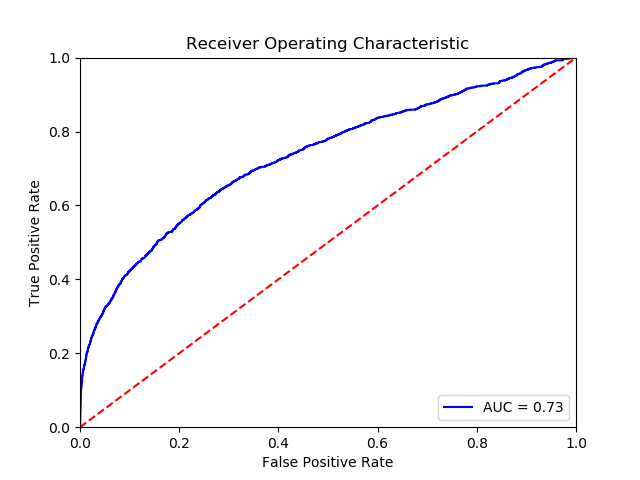 Receiver Operating Characteristic
True Positive Rate
1.0
0.8
0.6
0.4
0.2
0.0
AUC = 0.73
0.0 0.2 0.4 0.6 0.8 1.0
False Positive Rate